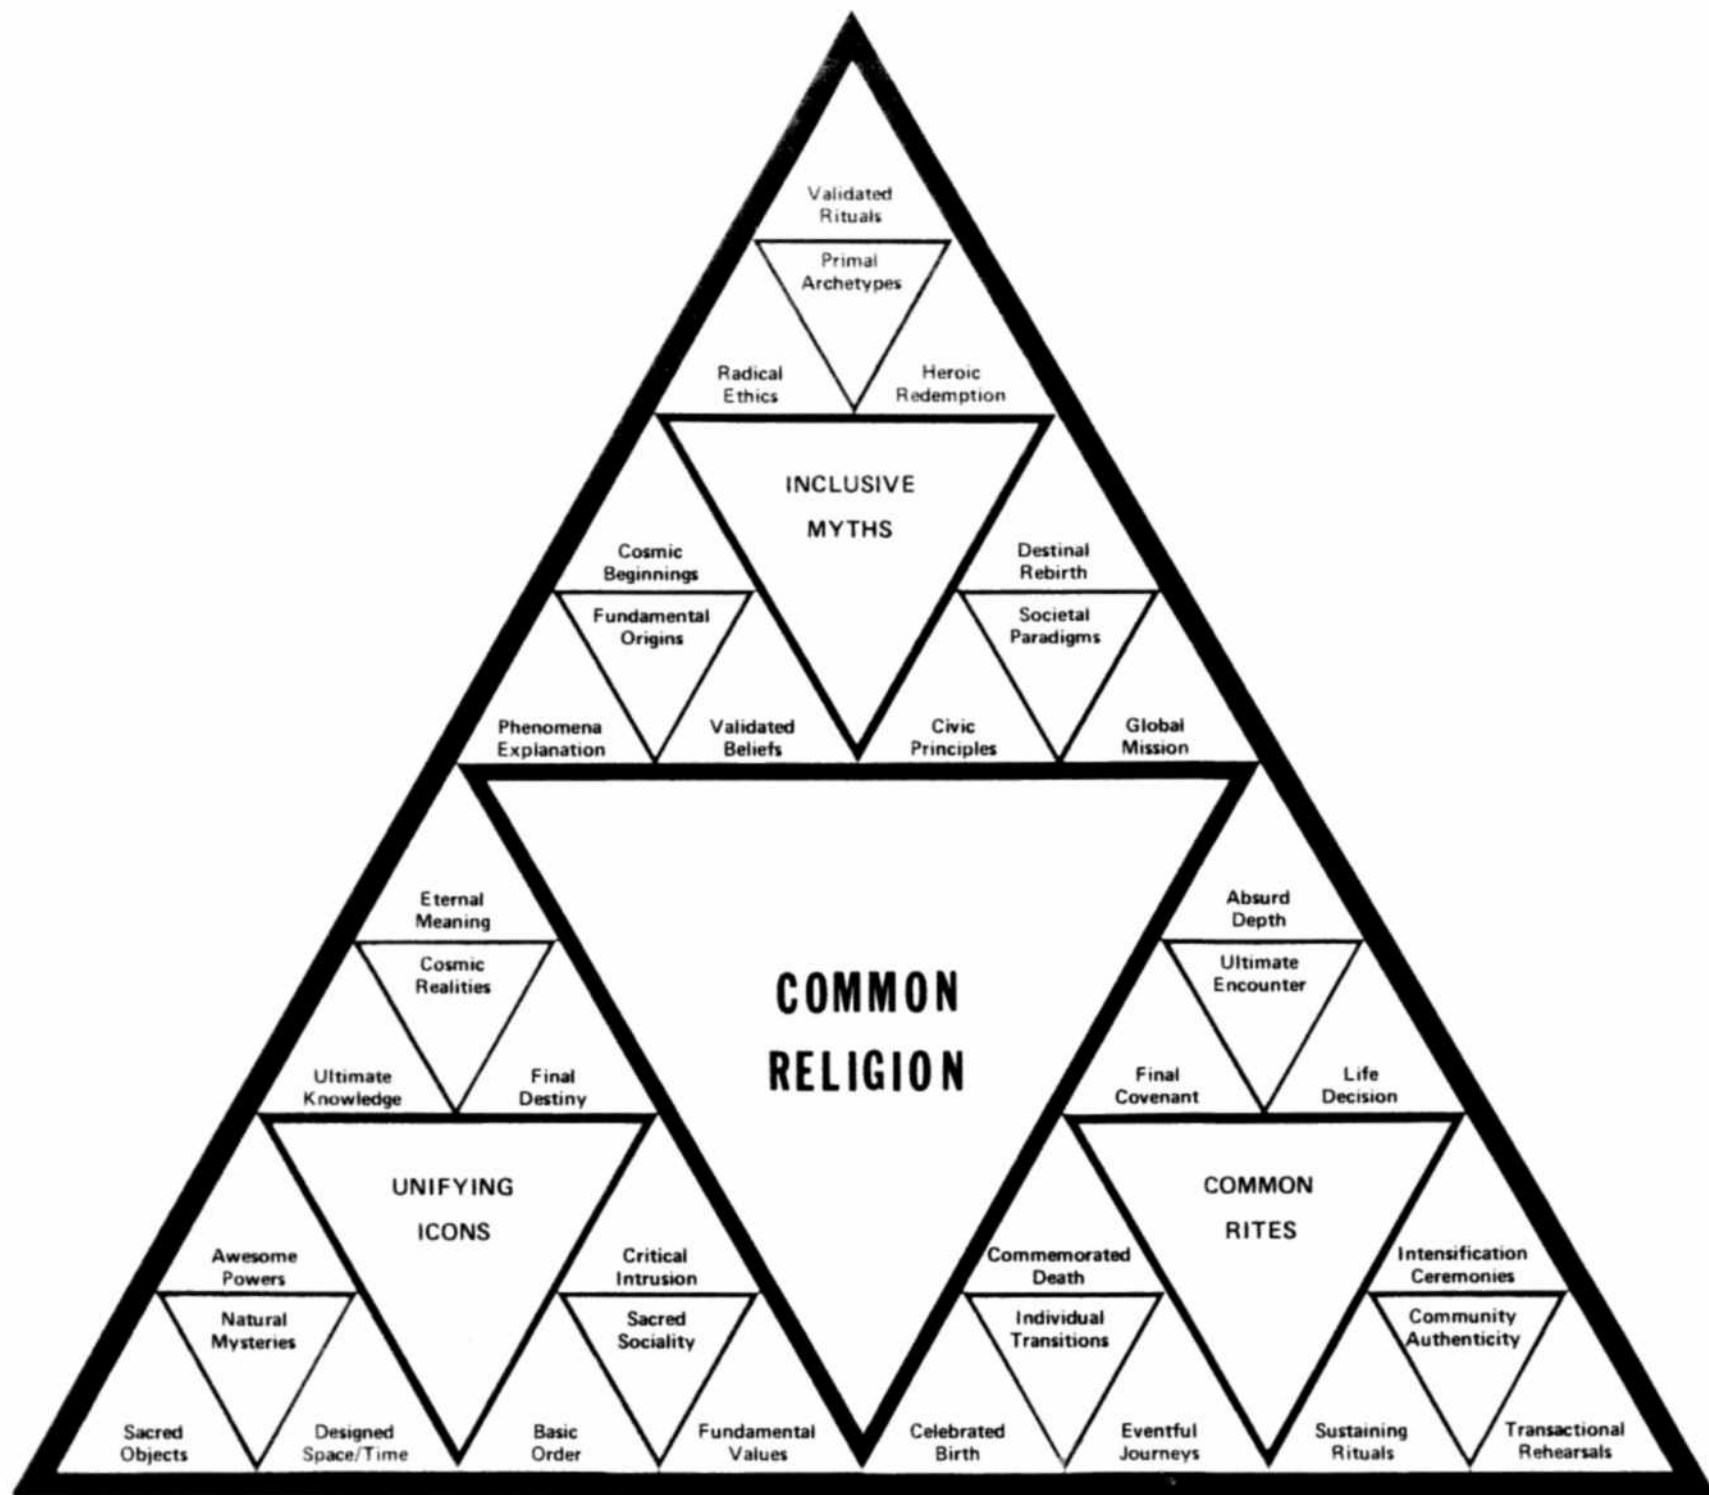 Validated
Rituals
Primal
Archetypes
Radical
Ethics
Heroic
Redemption
INCLUSIVE
MYTHS
Cosmic
Beginnings
Destinal
Rebirth
Fundamental
Origins
Societal
Paradigms
Phenomena
Explanation
Validated
Beliefs
Civic
Principles
Global
Mission
COMMON
RELIGION
Eternal
Meaning
Cosmic
Realities
Ultimate
Knowledge
Final
Destiny
UNIFYING
ICONS
Awesome
Powers
Natural
Mysteries
Sacred
Objects
Designed
Space/Time
Critical
Intrusion
Sacred
Sociality
Basic
Order
Fundamental
Values
Absurd
Depth
Ultimate
Encounter
Final
Covenant
Life
Decision
COMMON
RITES
Commemorated
Death
Individual
Transitions
Celebrated
Birth
Eventful
Journeys
Intensification
Ceremonies
Community
Authenticity
Sustaining
Rituals
Transactional
Rehearsals